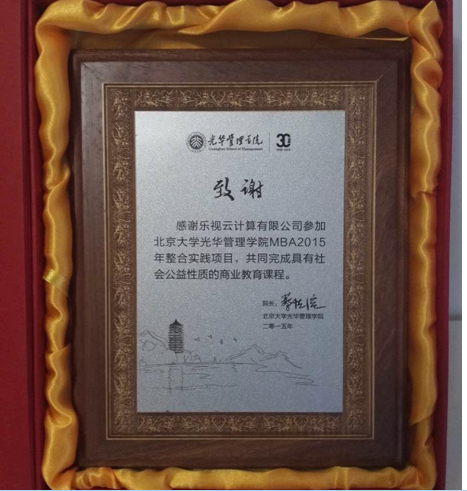 光华管理学院
Guanghua School of Management
30
致谢
感谢乐视云计算有限公司参加
北京大学光华管理学院MBA2015
年整合实践项目，共同完成具有社
会公益性质的商业教育课程。
院长：
北京大学光华管理学院
二零一五年